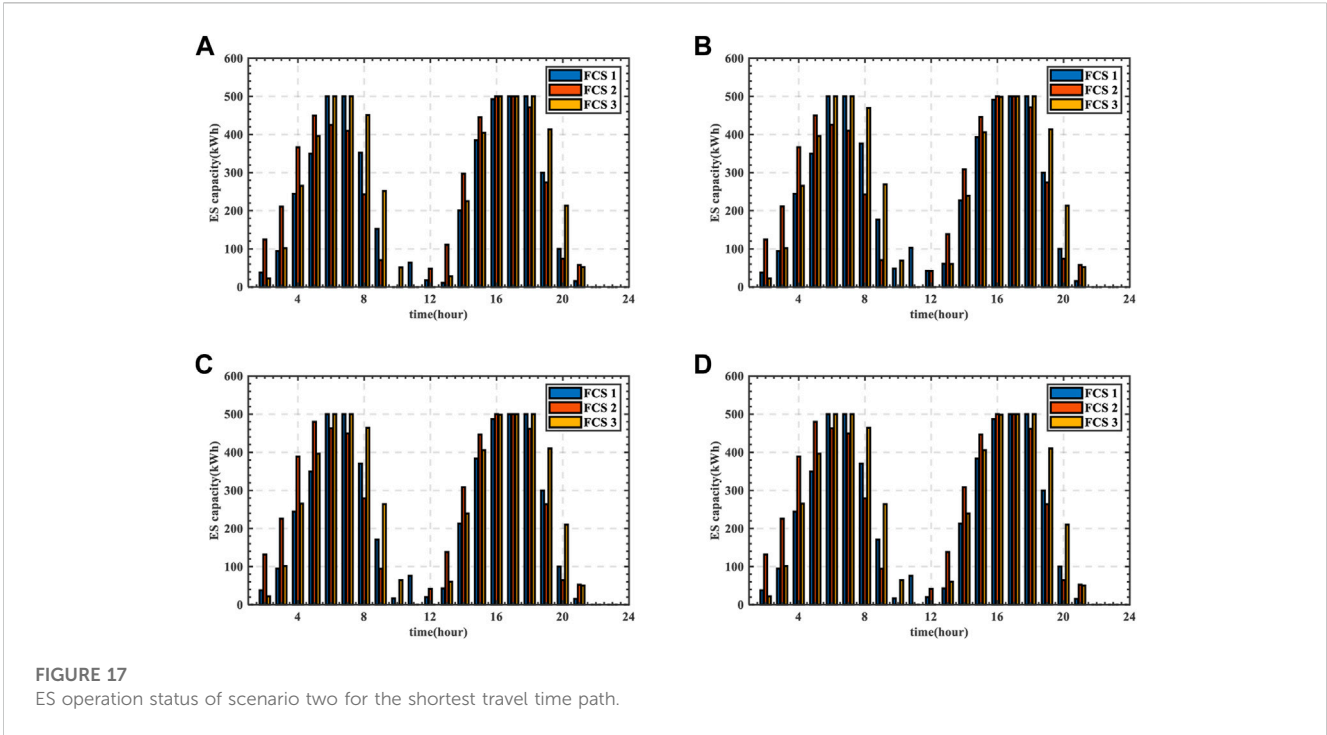 A
600
500
400
300
200
100
0
ES capacity(kWh)
4
8
12
16
20
24
time(hour)
FCS 1
FCS 2
FCS 3
B
600
500
400
300
200
100
0
ES capacity(kWh)
4
8
12
16
20
24
time(hour)
FCS 1
FCS 2
FCS 3
C
600
500
400
300
200
100
0
ES capacity(kWh)
4
8
12
16
20
24
time(hour)
FCS 1
FCS 2
FCS 3
D
600
500
400
300
200
100
0
ES capacity(kWh)
4
8
12
16
20
24
time(hour)
FCS 1
FCS 2
FCS 3
FIGURE 17
ES operation status of scenario two for the shortest travel time path.